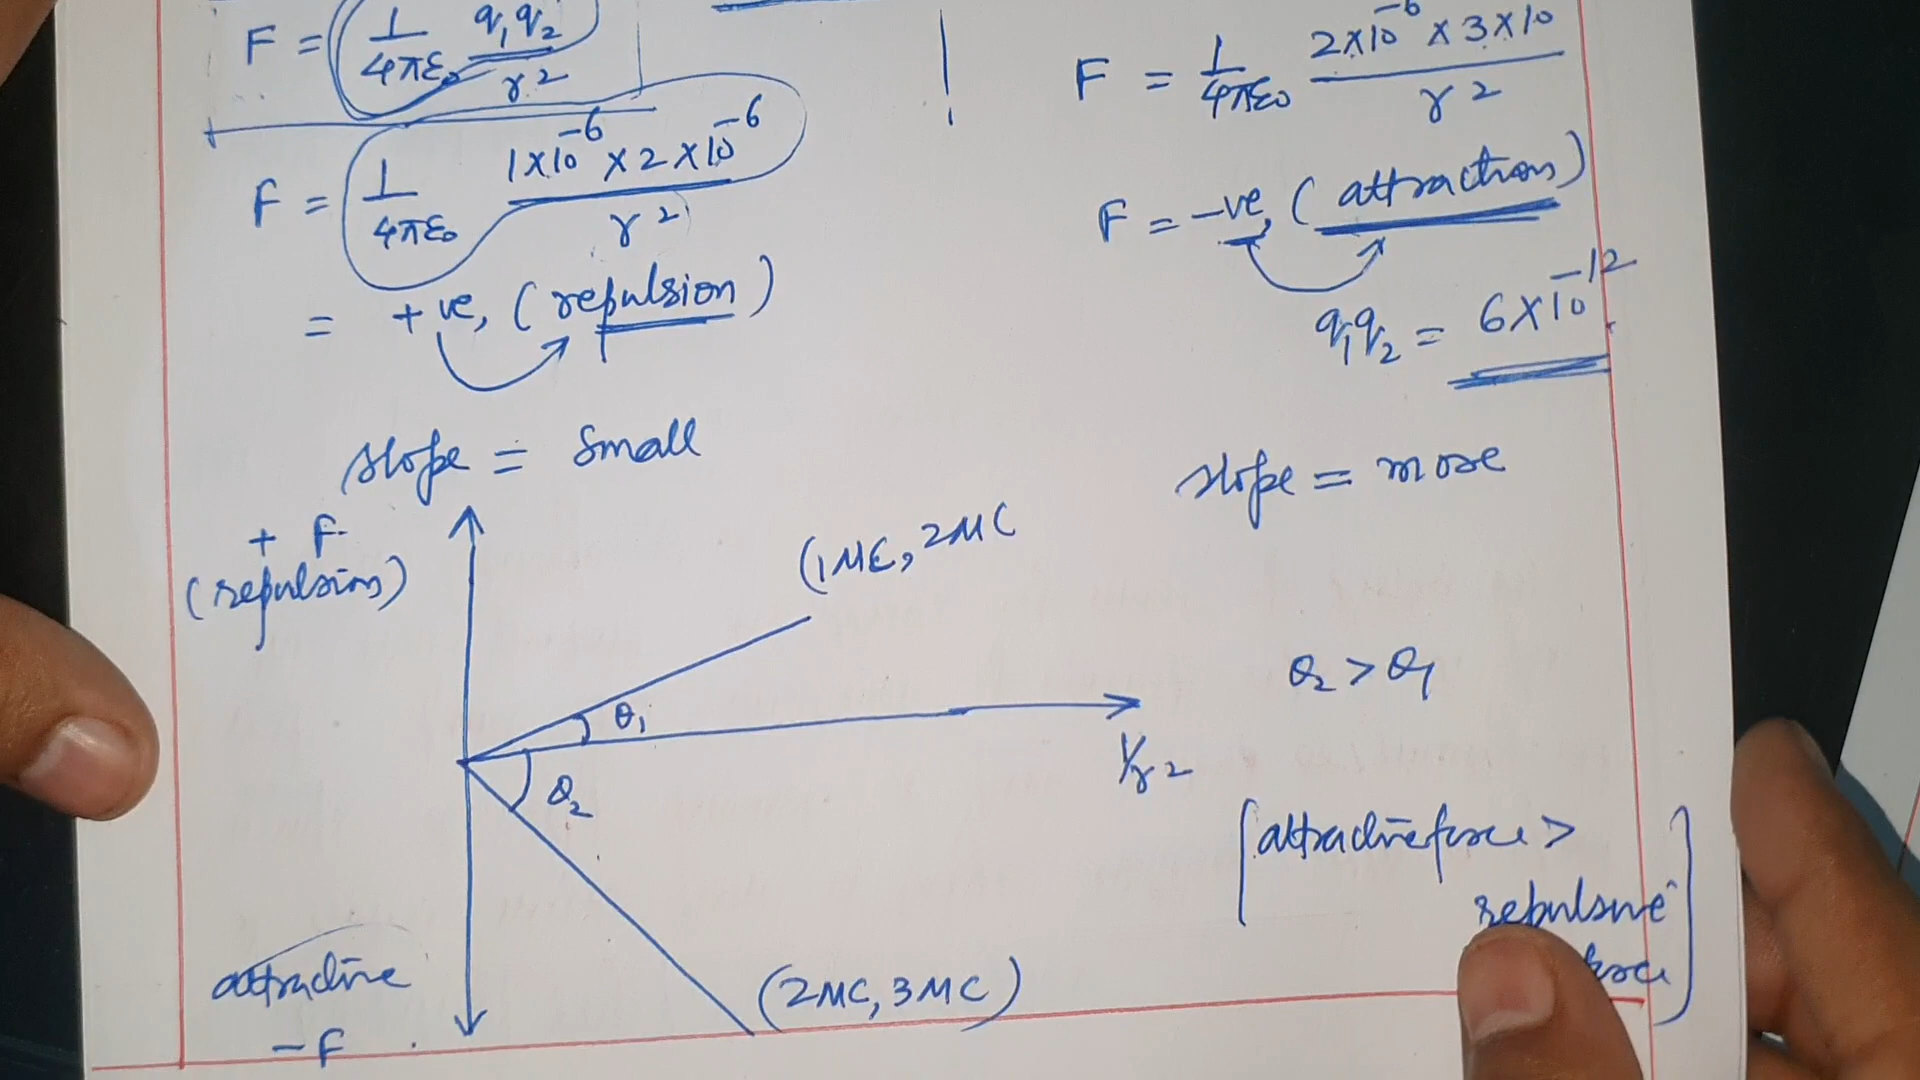 F = 1/4πε₀ q₁q₂/r²
F = 1/4πε₀ 1×10⁻⁶×2×10⁻⁶/r²
= +ve, (repulsion)
slope = small
F = 1/4πε₀ 2×10⁻⁶×3×10/r²
F = -ve, (attraction)
q₁q₂ = 6×10⁻¹²
slope = more
+ F
(repulsion)
(1MC, 2MC
θ₁
θ₂
1/r2
θ₂ > θ₁
[attractive force >
repulsive
force]
attractive
-F
(2MC, 3MC)